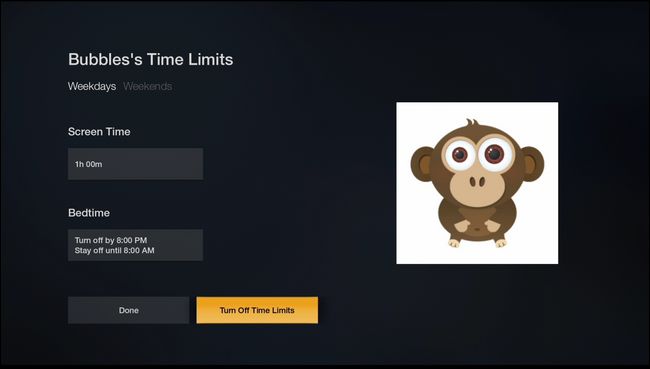 Bubbles's Time Limits
Weekdays Weekends
Screen Time
1h 00m
Bedtime
Turn off by 8:00 PM
Stay off until 8:00 AM
Done Turn Off Time Limits